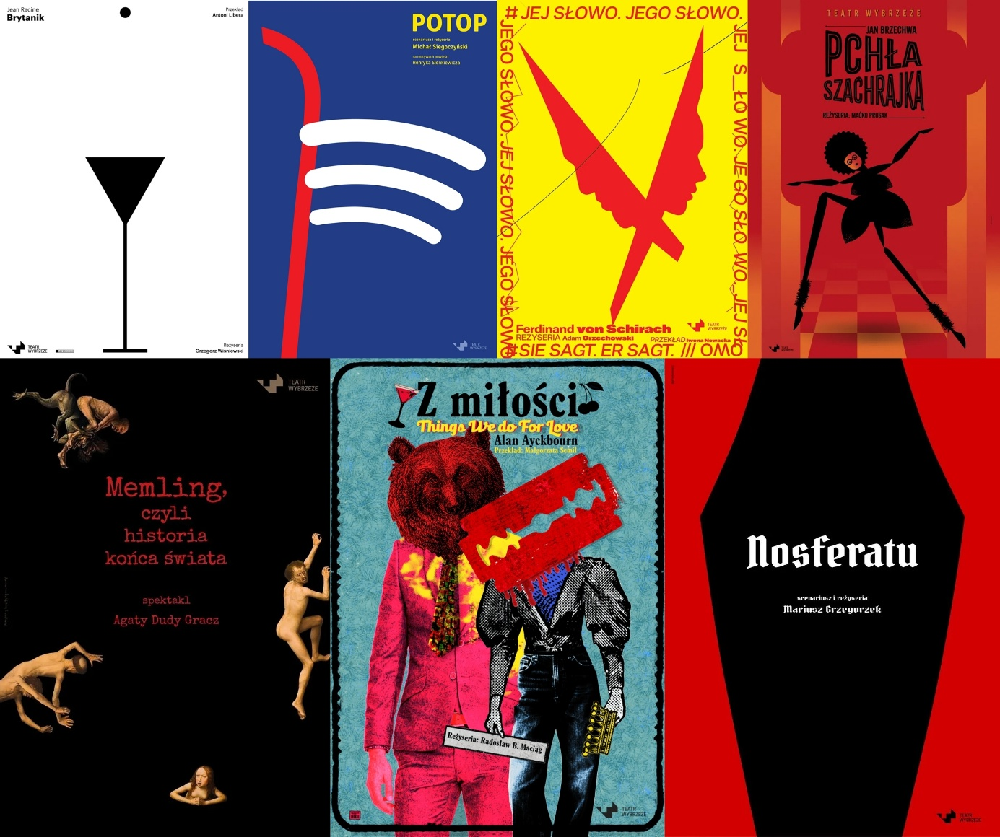 Jean Racine
Brytanik
Przekład
Antoni Libera
TEATR
WYBRZEŻE
Reżyseria
Grzegorz Wiśniewski
POTOP
scenariusz i reżyseria
Michał Siegoczyński
na motywach powieści
Henryka Sienkiewicza
TEATR
WYBRZEŻE
# JEJ SŁOWO. JEGO SŁOWO.
JEJ S_ŁO WO. JE GO SŁO WO._JEJ SŁ
JEGO SŁOWO. JEJ SŁOWO. JEGO SŁOWO
Ferdinand von Schirach
REŻYSERIA Adam Orzechowski
PRZEKŁAD Iwona Nowacka
TEATR
WYBRZEŻE
#SIE SAGT. ER SAGT. /// OMO
TEATR WYBRZEŻE
JAN BRZECHWA
PCHŁA
SZACHRAJKA
REŻYSERIA: MAĆKO PRUSAK
TEATR
WYBRZEŻE
TEATR
WYBRZEŻE
Memling,
czyli
historia
końca świata
spektakl
Agaty Dudy Gracz
Z miłości
Things We do For Love
Alan Ayckbourn
Przekład: Małgorzata Semil
Reżyseria: Radosław B. Maciąg
TEATR
WYBRZEŻE
Nosferatu
scenariusz i reżyseria
Mariusz Grzegorzek
TEATR
WYBRZEŻE